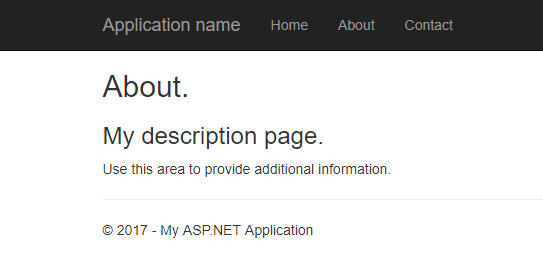 Application name Home About Contact
About.
My description page.
Use this area to provide additional information.
© 2017 - My ASP.NET Application